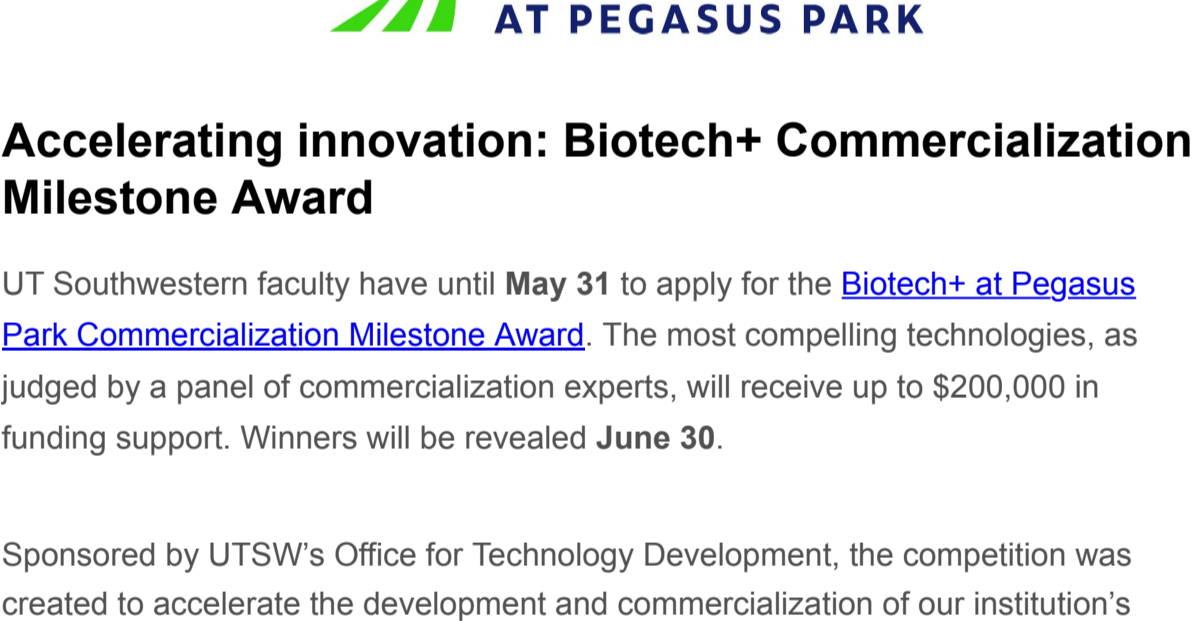 AT PEGASUS PARK
Accelerating innovation: Biotech+ Commercialization
Milestone Award
UT Southwestern faculty have until May 31 to apply for the Biotech+ at Pegasus
Park Commercialization Milestone Award. The most compelling technologies, as
judged by a panel of commercialization experts, will receive up to $200,000 in
funding support. Winners will be revealed June 30.
Sponsored by UTSW’s Office for Technology Development, the competition was
created to accelerate the development and commercialization of our institution’s